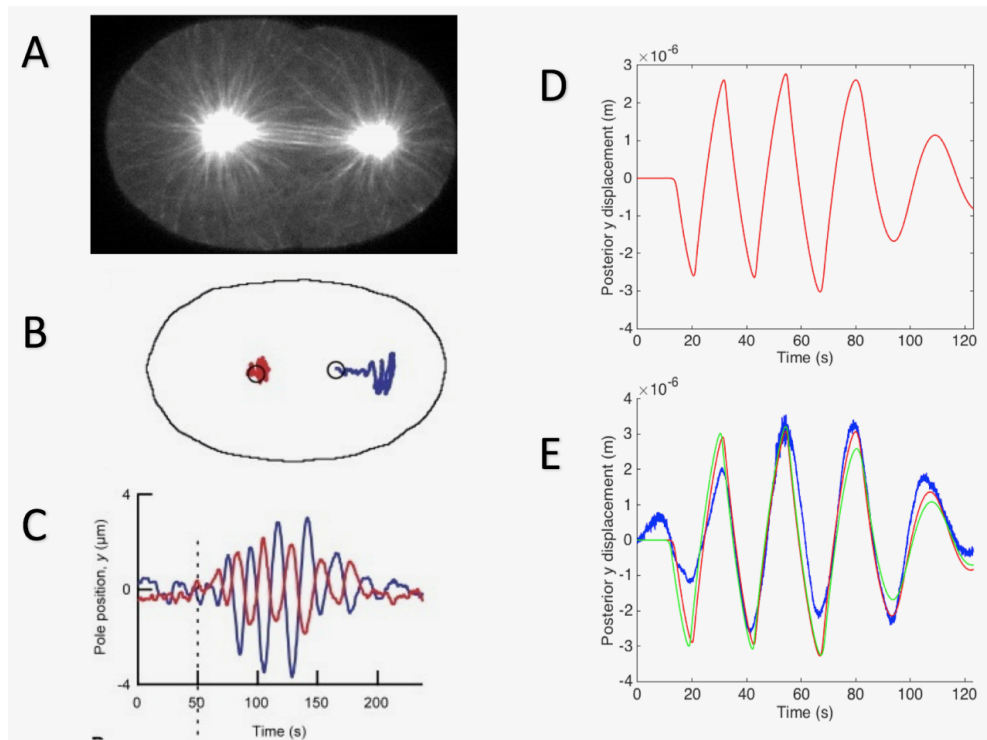 A
B
C
4
0
-4
Pole position, y (μm)
0 50 100 150 200
Time (s)
D
×10⁻⁶
3
2
1
0
-1
-2
-3
-4
Posterior y displacement (m)
0 20 40 60 80 100 120
Time (s)
E
×10⁻⁶
4
3
2
1
0
-1
-2
-3
-4
Posterior y displacement (m)
0 20 40 60 80 100 120
Time (s)